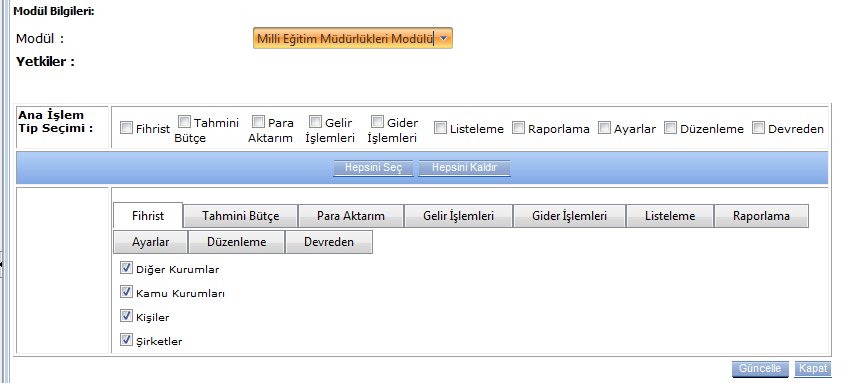 Modül Bilgileri:
Modül :
Milli Eğitim Müdürlükleri Modülü
Yetkiler :
Ana İşlem
Tip Seçimi :
Fihrist
Tahmini
Bütçe
Para
Aktarım
Gelir
İşlemleri
Gider
İşlemleri
Listeleme
Raporlama
Ayarlar
Düzenleme
Devreden
Hepsini Seç
Hepsini Kaldır
Fihrist
Tahmini Bütçe
Para Aktarım
Gelir İşlemleri
Gider İşlemleri
Listeleme
Raporlama
Ayarlar
Düzenleme
Devreden
Diğer Kurumlar
Kamu Kurumları
Kişiler
Şirketler
Güncelle
Kapat